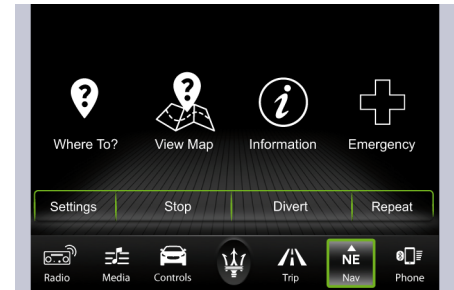 Where To? View Map Information Emergency
Settings Stop Divert Repeat
NE
Radio Media Controls Trip Nav Phone